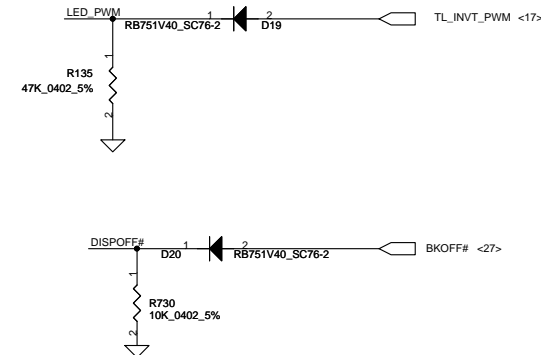 LED_PWM
1
RB751V40_SC76-2
2
D19
TL_INVT_PWM <17>
1
R135
47K_0402_5%
2
DISPOFF#
1
D20
2
RB751V40_SC76-2
BKOFF# <27>
1
R730
10K_0402_5%
2